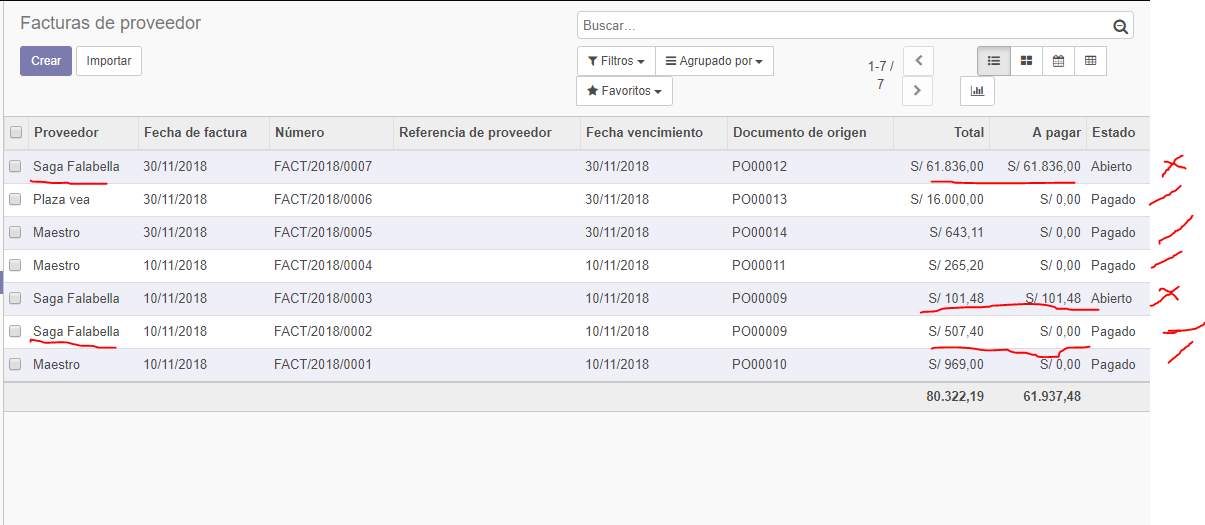 Facturas de proveedor
Buscar...
Crear Importar
Filtros Agrupado por
Favoritos
1-7 /
7
Proveedor Fecha de factura Número Referencia de proveedor Fecha vencimiento Documento de origen Total A pagar Estado
Saga Falabella 30/11/2018 FACT/2018/0007 30/11/2018 PO00012 S/ 61.836,00 S/ 61.836,00 Abierto
Plaza vea 30/11/2018 FACT/2018/0006 30/11/2018 PO00013 S/ 16.000,00 S/ 0,00 Pagado
Maestro 30/11/2018 FACT/2018/0005 30/11/2018 PO00014 S/ 643,11 S/ 0,00 Pagado
Maestro 10/11/2018 FACT/2018/0004 10/11/2018 PO00011 S/ 265,20 S/ 0,00 Pagado
Saga Falabella 10/11/2018 FACT/2018/0003 10/11/2018 PO00009 S/ 101,48 S/ 101,48 Abierto
Saga Falabella 10/11/2018 FACT/2018/0002 10/11/2018 PO00009 S/ 507,40 S/ 0,00 Pagado
Maestro 10/11/2018 FACT/2018/0001 10/11/2018 PO00010 S/ 969,00 S/ 0,00 Pagado
80.322,19 61.937,48